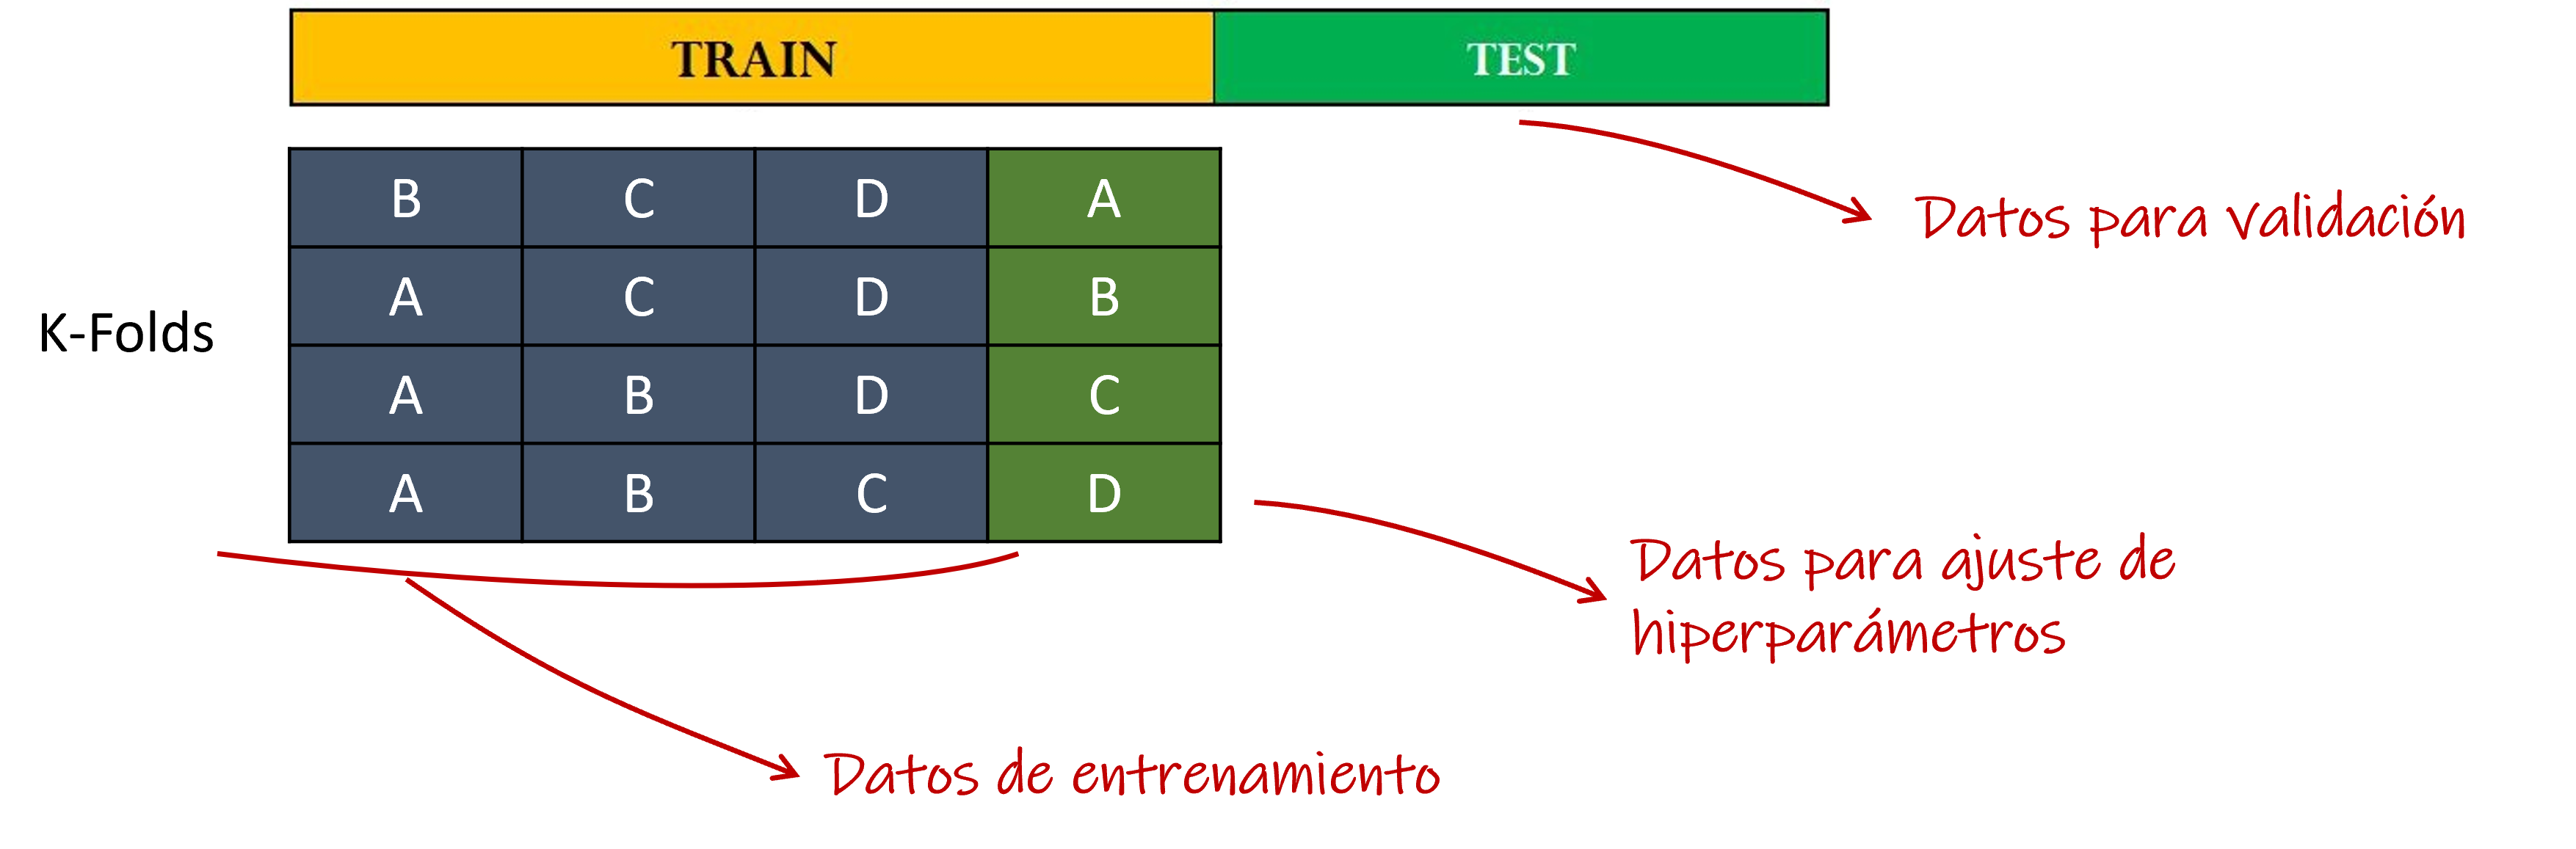 TRAIN TEST
B C D A
A C D B
A B D C
A B C D
K-Folds
Datos para validación
Datos para ajuste de
hiperparámetros
Datos de entrenamiento